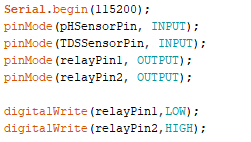 Serial.begin(115200);
pinMode(pHSensorPin, INPUT);
pinMode(TDSSensorPin, INPUT);
pinMode(relayPin1, OUTPUT);
pinMode(relayPin2, OUTPUT);
digitalWrite(relayPin1,LOW);
digitalWrite(relayPin2,HIGH);